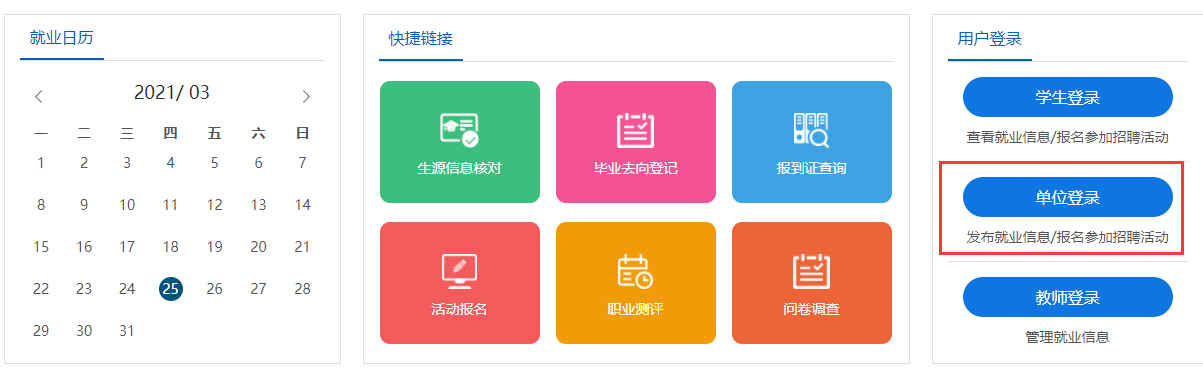 就业日历
2021/ 03
一 二 三 四 五 六 日
1 2 3 4 5 6 7
8 9 10 11 12 13 14
15 16 17 18 19 20 21
22 23 24 25 26 27 28
29 30 31
快捷链接
生源信息核对 毕业去向登记 报到证查询
活动报名 职业测评 问卷调查
用户登录
学生登录
查看就业信息/报名参加招聘活动
单位登录
发布就业信息/报名参加招聘活动
教师登录
管理就业信息